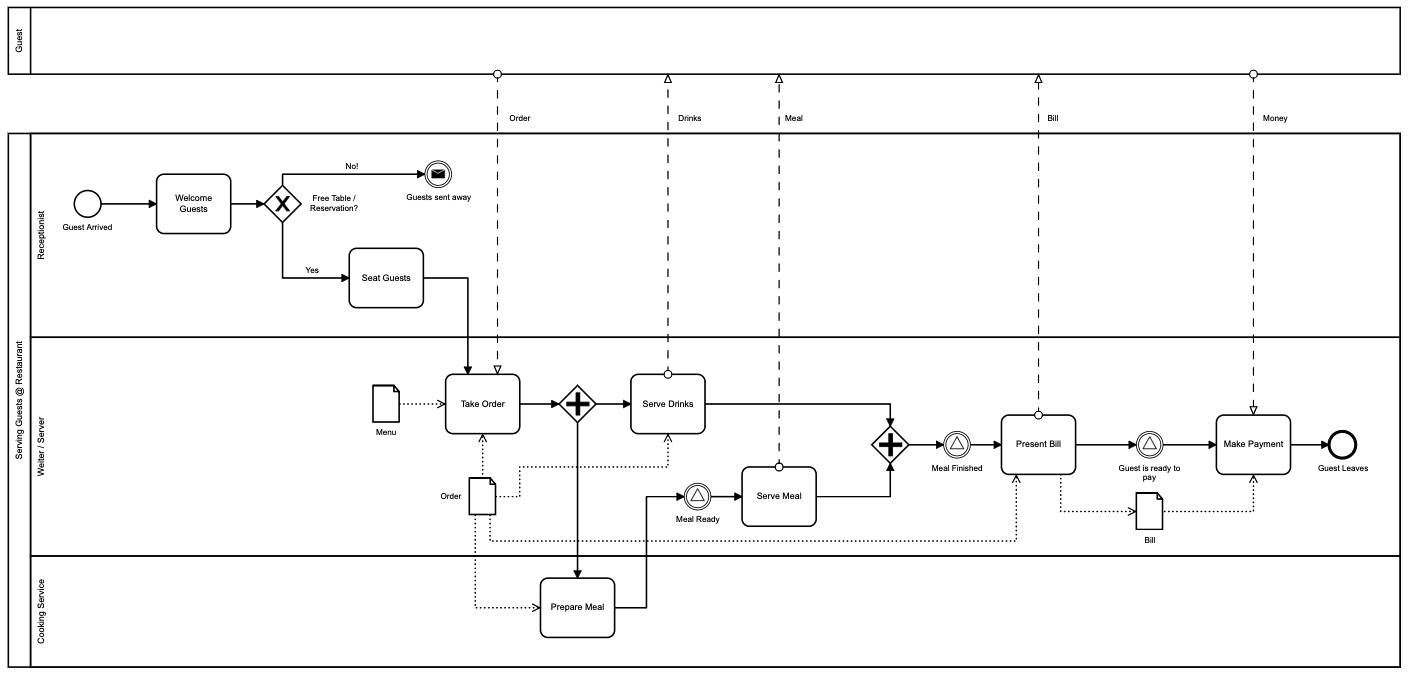 Guest
Order
Drinks
Meal
Bill
Money
Serving Guests @ Restaurant
Receptionist
Guest Arrived
Welcome
Guests
No!
Free Table /
Reservation?
Guests sent away
Yes
Seat Guests
Weiter / Server
Menu
Take Order
Serve Drinks
Order
Meal Ready
Serve Meal
Meal Finished
Present Bill
Guest is ready to
pay
Make Payment
Guest Leaves
Bill
Cooking Service
Prepare Meal